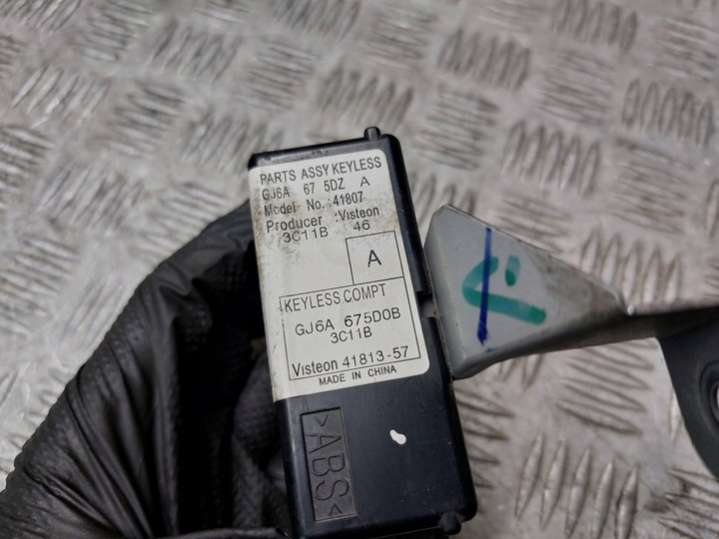 PARTS ASSY KEYLESS
GJ6A 67 5DZ A
Model No. 41807
Producer :Visteon
3C11B 46
A
KEYLESS COMPT
GJ6A 675D0B
3C11B
Visteon 41813-57
MADE IN CHINA
>ABS<